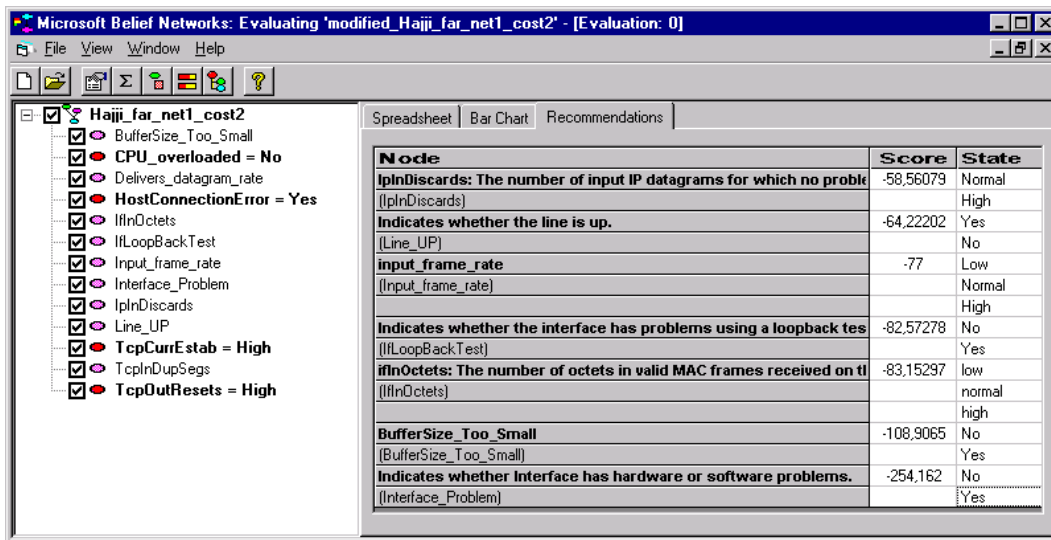 Microsoft Belief Networks: Evaluating 'modified_Hajji_far_net1_cost2' - [Evaluation: 0]
File View Window Help
Hajji_far_net1_cost2
BufferSize_Too_Small
CPU_overloaded = No
Delivers_datagram_rate
HostConnectionError = Yes
IfInOctets
IfLoopBackTest
Input_frame_rate
Interface_Problem
IpInDiscards
Line_UP
TcpCurrEstab = High
TcpInDupSegs
TcpOutResets = High
Spreadsheet Bar Chart Recommendations
Node Score State
IpInDiscards: The number of input IP datagrams for which no proble -58,56079 Normal
(IpInDiscards) High
Indicates whether the line is up. -64,22202 Yes
(Line_UP) No
input_frame_rate -77 Low
(Input_frame_rate) Normal
High
Indicates whether the interface has problems using a loopback tes -82,57278 No
(IfLoopBackTest) Yes
ifInOctets: The number of octets in valid MAC frames received on tl -83,15297 low
(IfInOctets) normal
high
BufferSize_Too_Small -108,9065 No
(BufferSize_Too_Small) Yes
Indicates whether Interface has hardware or software problems. -254,162 No
(Interface_Problem) Yes